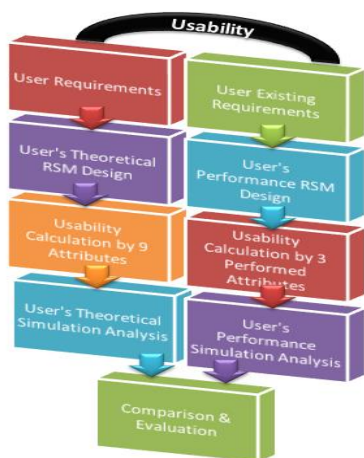 Usability
User Requirements
User's Theoretical
RSM Design
Usability
Calculation by 9
Attributes
User's Theoretical
Simulation Analysis
User Existing
Requirements
User's
Performance RSM
Design
Usability
Calculation by 3
Performed
Attributes
User's
Performance
Simulation Analysis
Comparison &
Evaluation